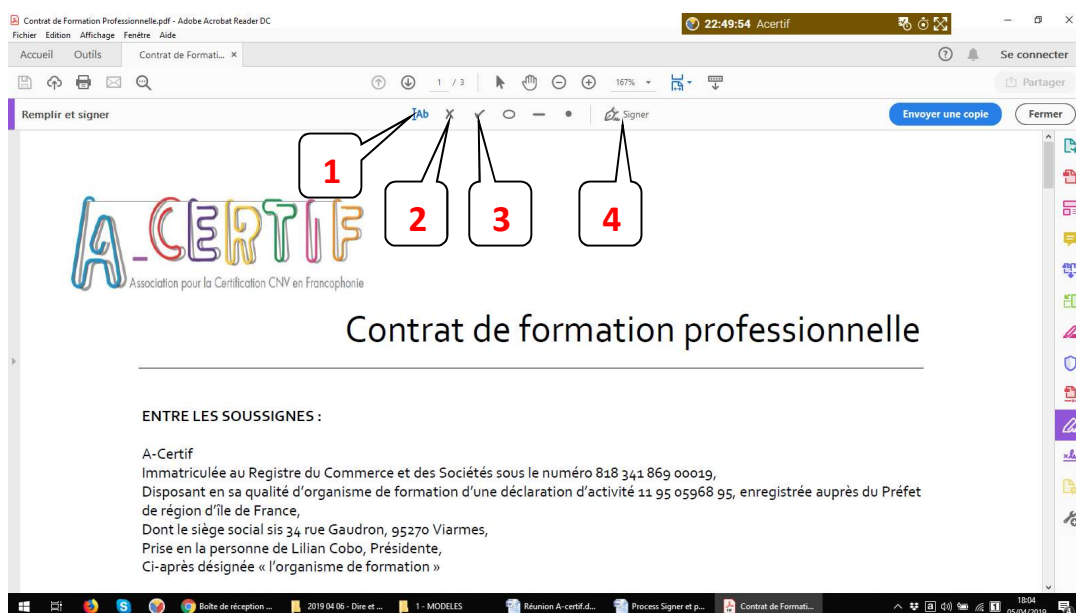 Contrat de Formation Professionnelle.pdf - Adobe Acrobat Reader DC
22:49:54 Acertif
Fichier Edition Affichage Fenêtre Aide
Accueil Outils Contrat de Formati... × ? Se connecter
1 / 3 167% Partager
Remplir et signer Ab Signer Envoyer une copie Fermer
1
2 3 4
A-CERTIF
Association pour la Certification CNV en Francophonie
Contrat de formation professionnelle
ENTRE LES SOUSSIGNES :
A-Certif
Immatriculée au Registre du Commerce et des Sociétés sous le numéro 818 341 869 00019,
Disposant en sa qualité d'organisme de formation d'une déclaration d'activité 11 95 05968 95, enregistrée auprès du Préfet
de région d'île de France,
Dont le siège social sis 34 rue Gaudron, 95270 Viarmes,
Prise en la personne de Lilian Cobo, Présidente,
Ci-après désignée « l'organisme de formation »
Boîte de réception ... 2019 04 06 - Dire et ... 1 - MODELES Réunion A-certif.d... Process Signer et p... Contrat de Formati... 18:04
05/04/2019